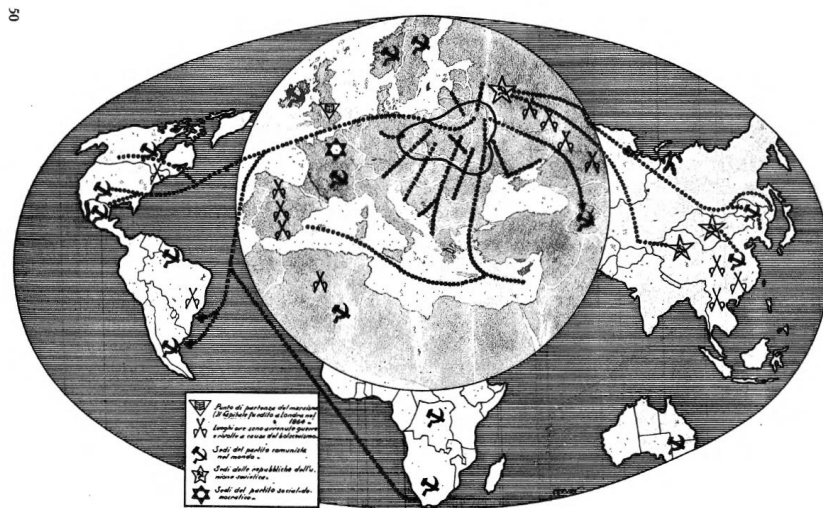 50
Punto di partenza del marxismo
(Il Capitale fu edito a Londra nel
1864 -
Luoghi ove sono avvenute guerre
e rivolte a causa del bolscevismo.
Sedi del partito comunista
nel mondo -
Sedi delle repubbliche dell'u-
nione sovietica -
Sedi del partito social-de-
mocratico -